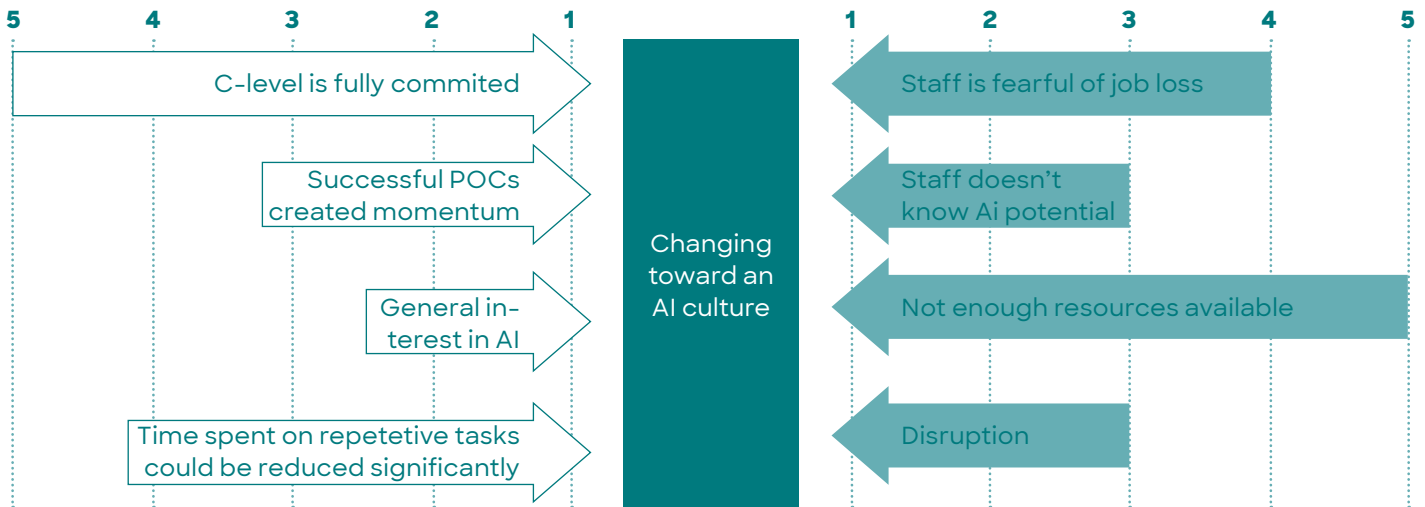 5 4 3 2 1
1 2 3 4 5
C-level is fully commited
Successful POCs
created momentum
General in-
terest in AI
Time spent on repetetive tasks
could be reduced significantly
Changing
toward an
AI culture
Staff is fearful of job loss
Staff doesn’t
know Ai potential
Not enough resources available
Disruption